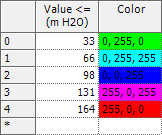 Value <= Color
(m H2O)
0 33 0, 255, 0
1 66 0, 255, 255
2 98 0, 0, 255
3 131 255, 0, 255
4 164 255, 0, 0
*